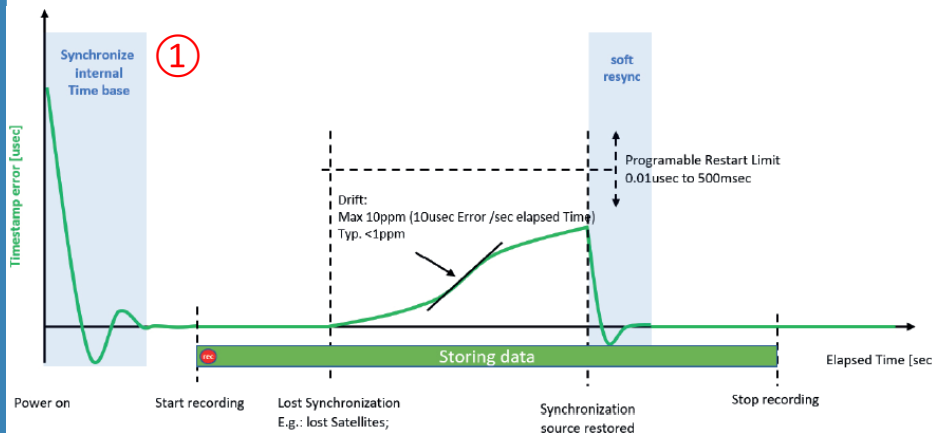 Synchronize
internal
Time base
①
soft
resync
Timestamp error [usec]
Programable Restart Limit
0.01usec to 500msec
Drift:
Max 10ppm (10usec Error /sec elapsed Time)
Typ. <1ppm
rec
Storing data
Elapsed Time [sec
Power on
Start recording
Lost Synchronization
E.g.: lost Satellites;
Synchronization
source restored
Stop recording